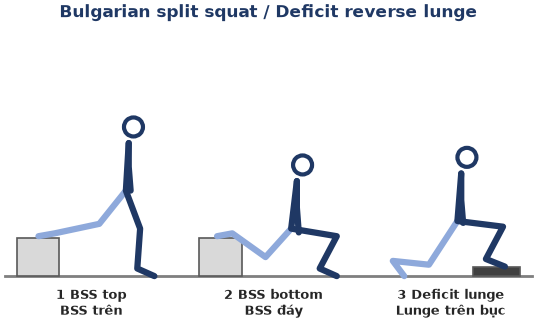 Bulgarian split squat / Deficit reverse lunge
1 BSS top
BSS trên
2 BSS bottom
BSS đáy
3 Deficit lunge
Lunge trên bục